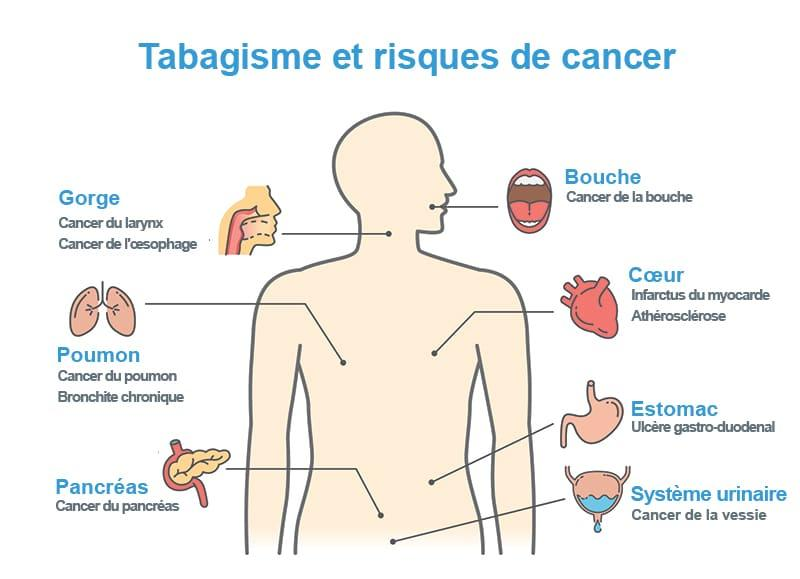 Tabagisme et risques de cancer
Gorge
Cancer du larynx
Cancer de l'œsophage
Bouche
Cancer de la bouche
Cœur
Infarctus du myocarde
Athérosclérose
Poumon
Cancer du poumon
Bronchite chronique
Estomac
Ulcère gastro-duodenal
Pancréas
Cancer du pancréas
Système urinaire
Cancer de la vessie